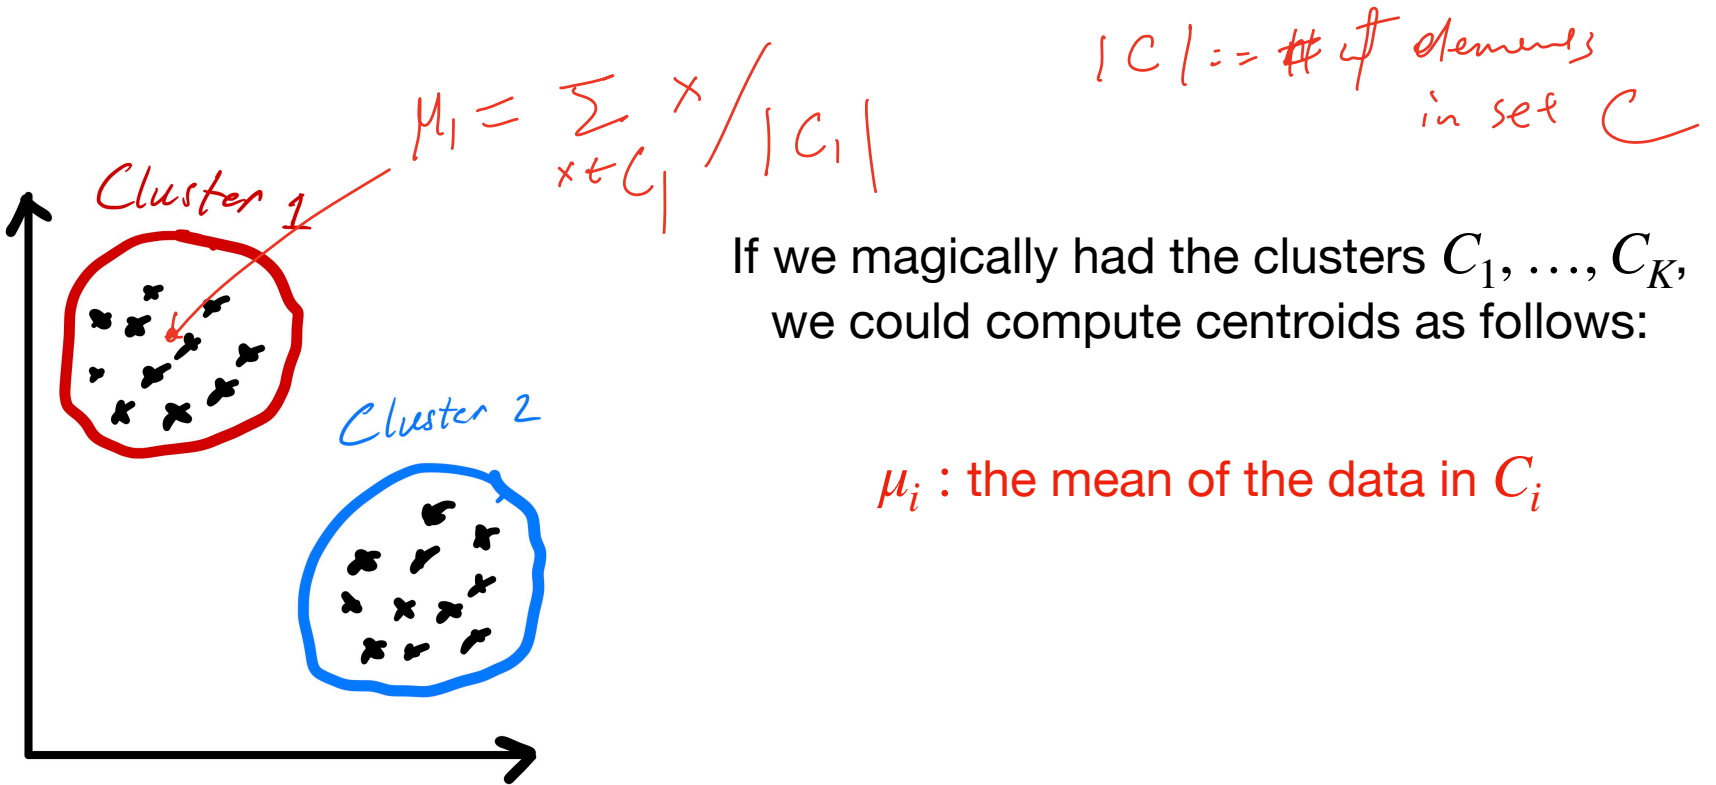 |C| := # of elements
in set C
μ₁ = Σ x / |C₁|
x∈C₁
Cluster 1
If we magically had the clusters C₁, …, C_K,
we could compute centroids as follows:
Cluster 2
μᵢ : the mean of the data in Cᵢ